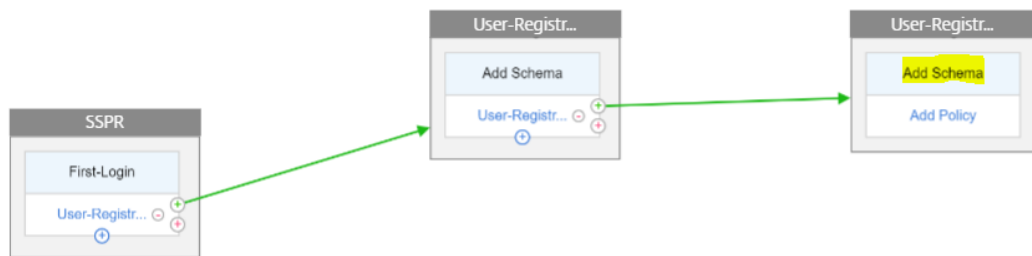 SSPR
First-Login
User-Registr...
User-Registr...
Add Schema
User-Registr...
User-Registr...
Add Schema
Add Policy